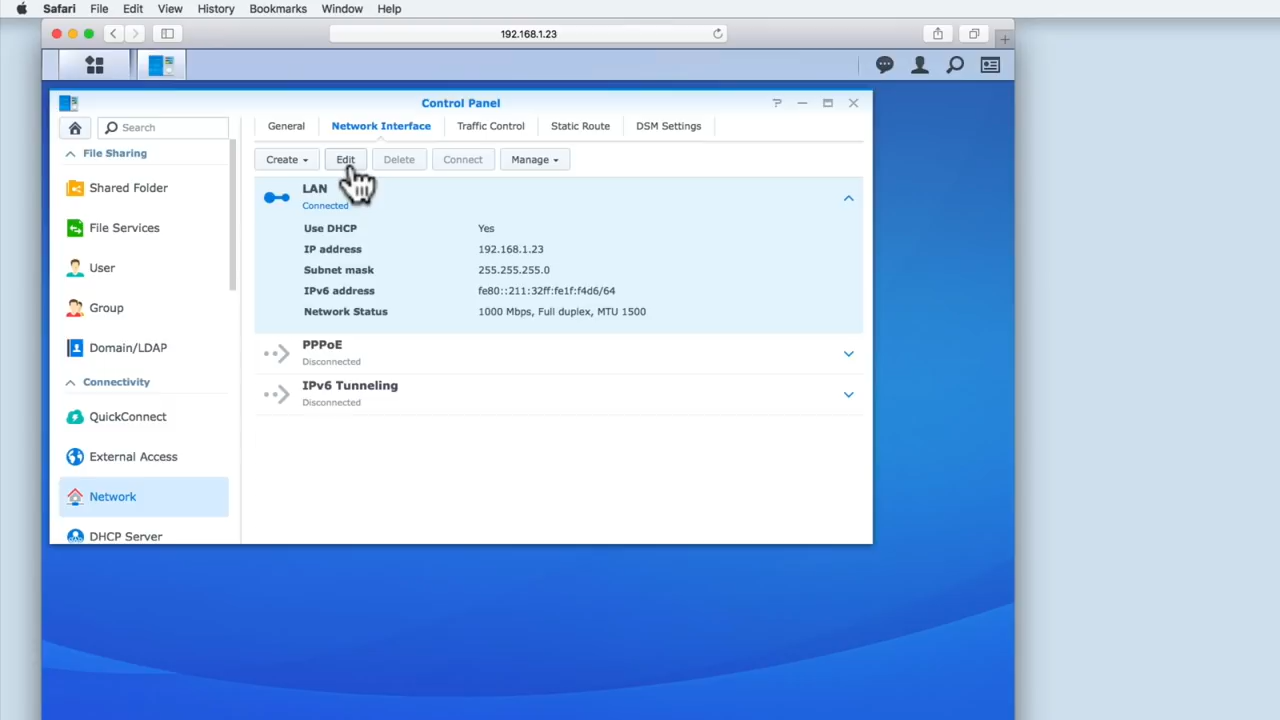 Safari File Edit View History Bookmarks Window Help
192.168.1.23
Control Panel
Search
General Network Interface Traffic Control Static Route DSM Settings
File Sharing
Shared Folder
File Services
User
Group
Domain/LDAP
Connectivity
QuickConnect
External Access
Network
DHCP Server
Create Edit Delete Connect Manage
LAN
Connected
Use DHCP Yes
IP address 192.168.1.23
Subnet mask 255.255.255.0
IPv6 address fe80::211:32ff:fe1f:f4d6/64
Network Status 1000 Mbps, Full duplex, MTU 1500
PPPoE
Disconnected
IPv6 Tunneling
Disconnected